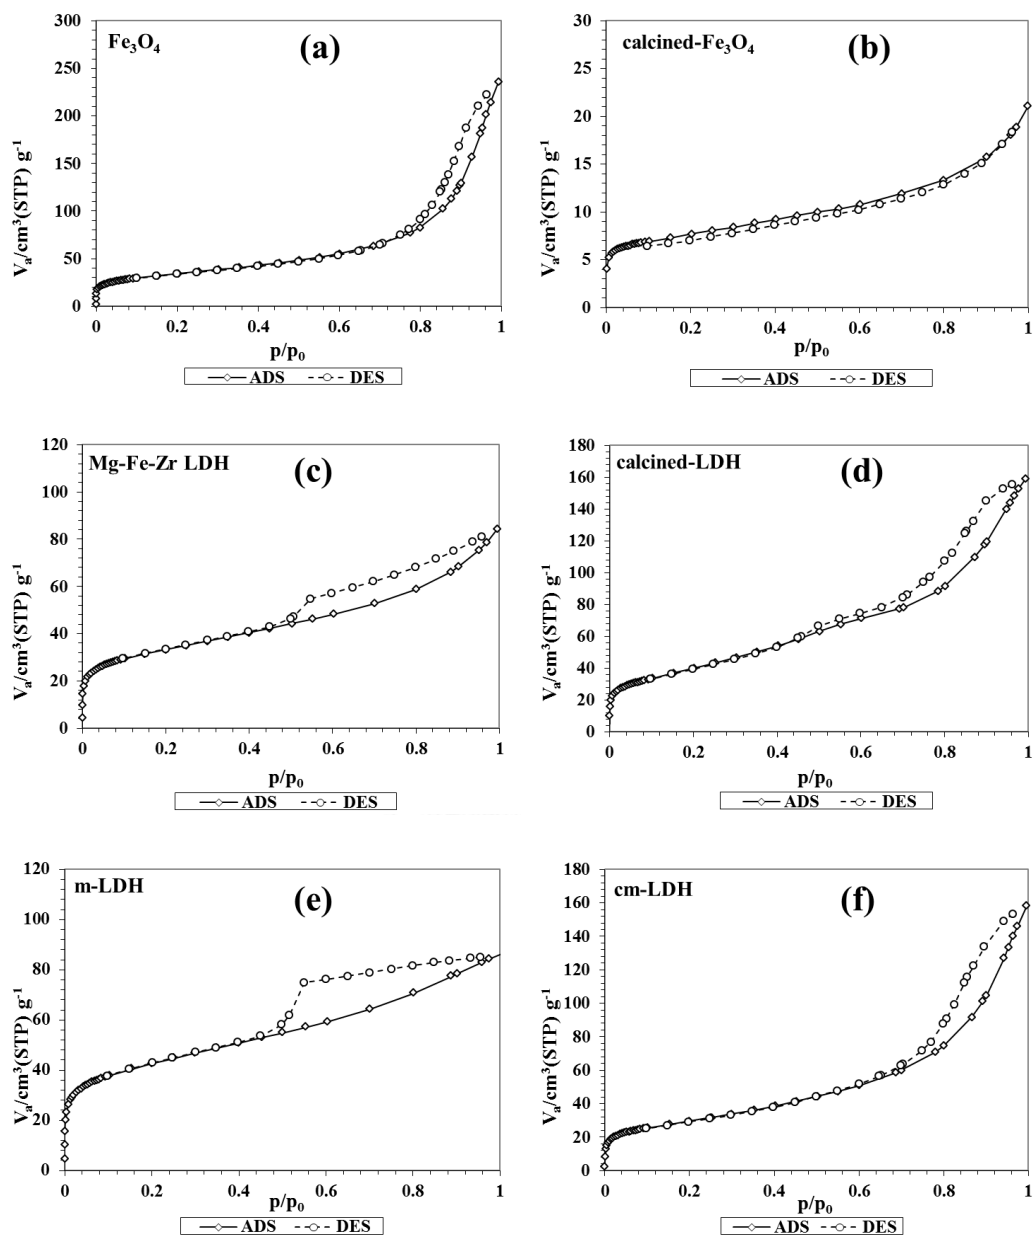 Fe₃O₄
(a)
Vₐ/cm³(STP) g⁻¹
300
250
200
150
100
50
0
0 0.2 0.4 0.6 0.8 1
p/p₀
ADS DES
calcined-Fe₃O₄
(b)
Vₐ/cm³(STP) g⁻¹
30
25
20
15
10
5
0
0 0.2 0.4 0.6 0.8 1
p/p₀
ADS DES
Mg-Fe-Zr LDH
(c)
Vₐ/cm³(STP) g⁻¹
120
100
80
60
40
20
0
0 0.2 0.4 0.6 0.8 1
p/p₀
ADS DES
calcined-LDH
(d)
Vₐ/cm³(STP) g⁻¹
180
160
140
120
100
80
60
40
20
0
0 0.2 0.4 0.6 0.8 1
p/p₀
ADS DES
m-LDH
(e)
Vₐ/cm³(STP) g⁻¹
120
100
80
60
40
20
0
0 0.2 0.4 0.6 0.8 1
p/p₀
ADS DES
cm-LDH
(f)
Vₐ/cm³(STP) g⁻¹
180
160
140
120
100
80
60
40
20
0
0 0.2 0.4 0.6 0.8 1
p/p₀
ADS DES